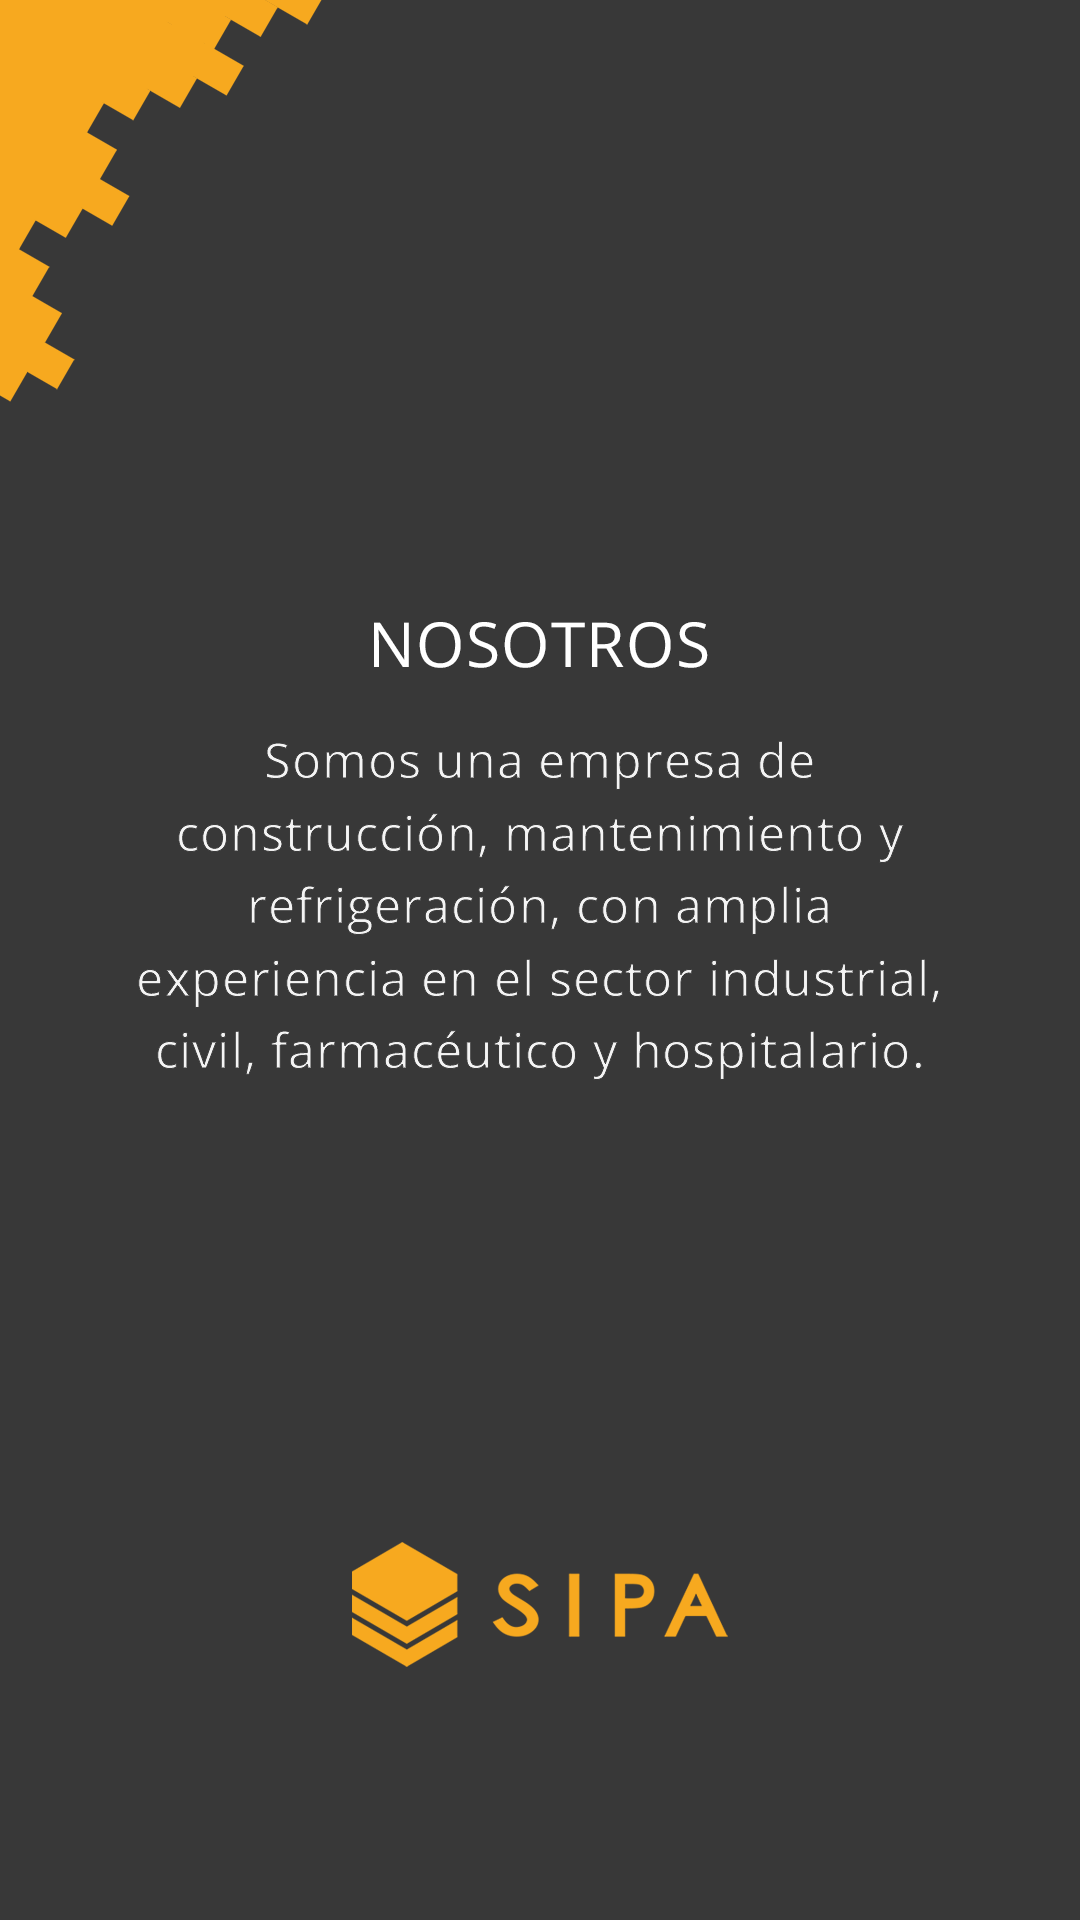 NOSOTROS
Somos una empresa de
construcción, mantenimiento y
refrigeración, con amplia
experiencia en el sector industrial,
civil, farmacéutico y hospitalario.
SIPA